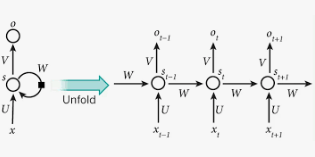 o
V
s
W
U
x
Unfold
o_{t-1} o_t o_{t+1}
V V V
W s_{t-1} s_t s_{t+1}
W W W
U U U
x_{t-1} x_t x_{t+1}